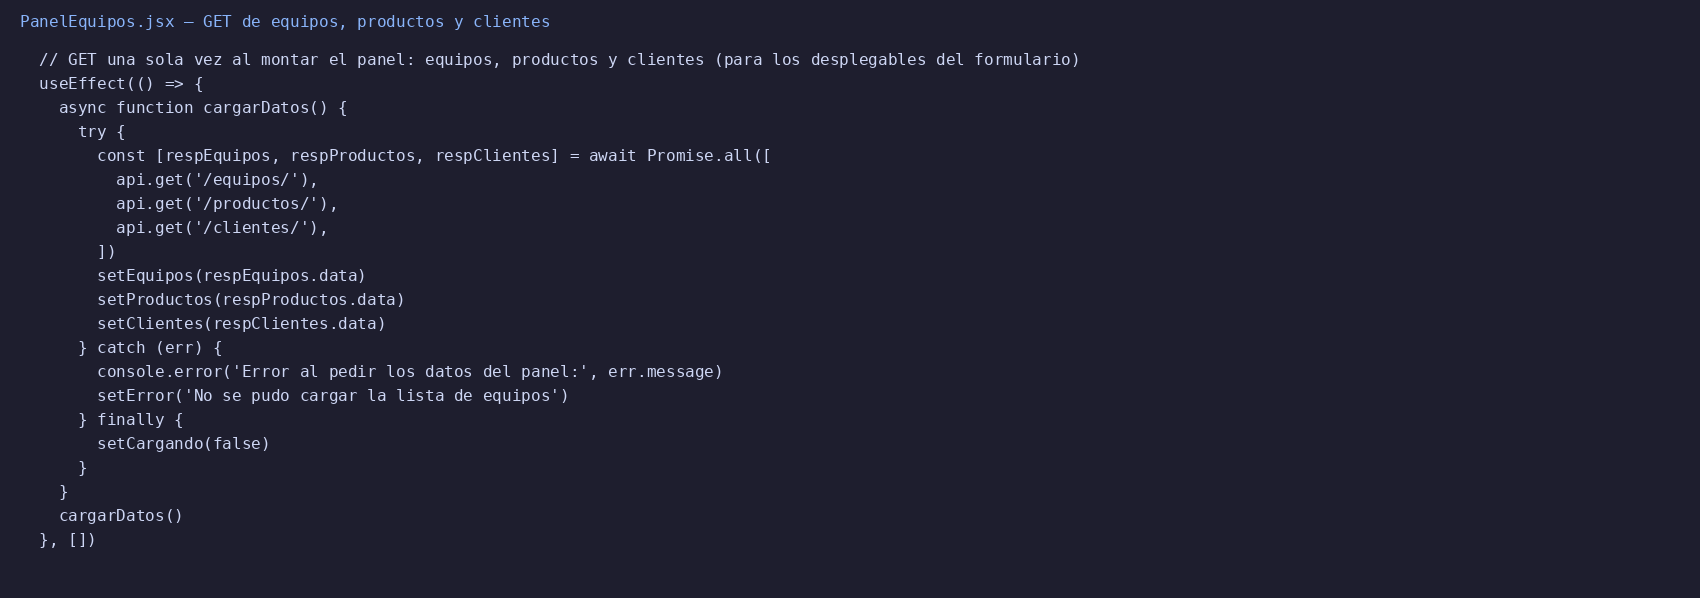 PanelEquipos.jsx — GET de equipos, productos y clientes
// GET una sola vez al montar el panel: equipos, productos y clientes (para los desplegables del formulario)
useEffect(() => {
async function cargarDatos() {
try {
const [respEquipos, respProductos, respClientes] = await Promise.all([
api.get('/equipos/'),
api.get('/productos/'),
api.get('/clientes/'),
])
setEquipos(respEquipos.data)
setProductos(respProductos.data)
setClientes(respClientes.data)
} catch (err) {
console.error('Error al pedir los datos del panel:', err.message)
setError('No se pudo cargar la lista de equipos')
} finally {
setCargando(false)
}
}
cargarDatos()
}, [])